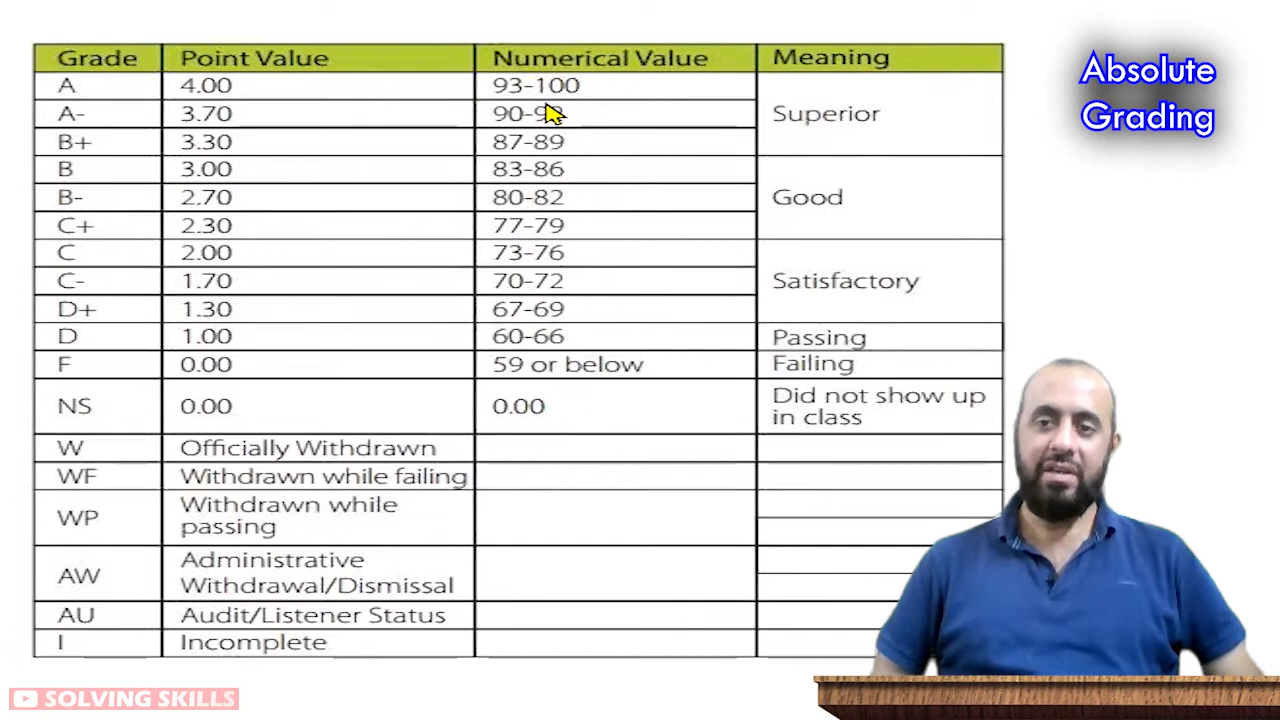 Absolute
Grading
Grade Point Value Numerical Value Meaning
A 4.00 93-100
A- 3.70 Superior
B+ 3.30 87-89
B 3.00 83-86
B- 2.70 80-82 Good
C+ 2.30 77-79
C 2.00 73-76
C- 1.70 70-72 Satisfactory
D+ 1.30 67-69
D 1.00 60-66 Passing
F 0.00 59 or below Failing
NS 0.00 0.00 Did not show up
in class
W Officially Withdrawn
WF Withdrawn while failing
WP Withdrawn while
passing
AW Administrative
Withdrawal/Dismissal
AU Audit/Listener Status
I Incomplete
SOLVING SKILLS